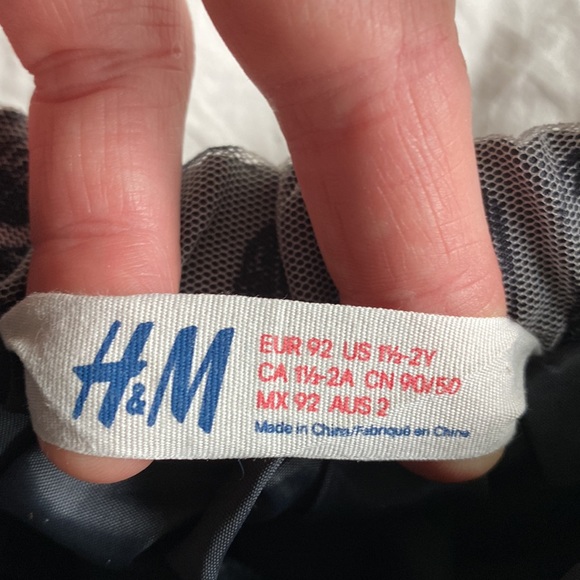 H&M
EUR 92 US 1½-2Y
CA 1½-2A CN 90/50
MX 92 AUS 2
Made in China/Fabriqué en Chine